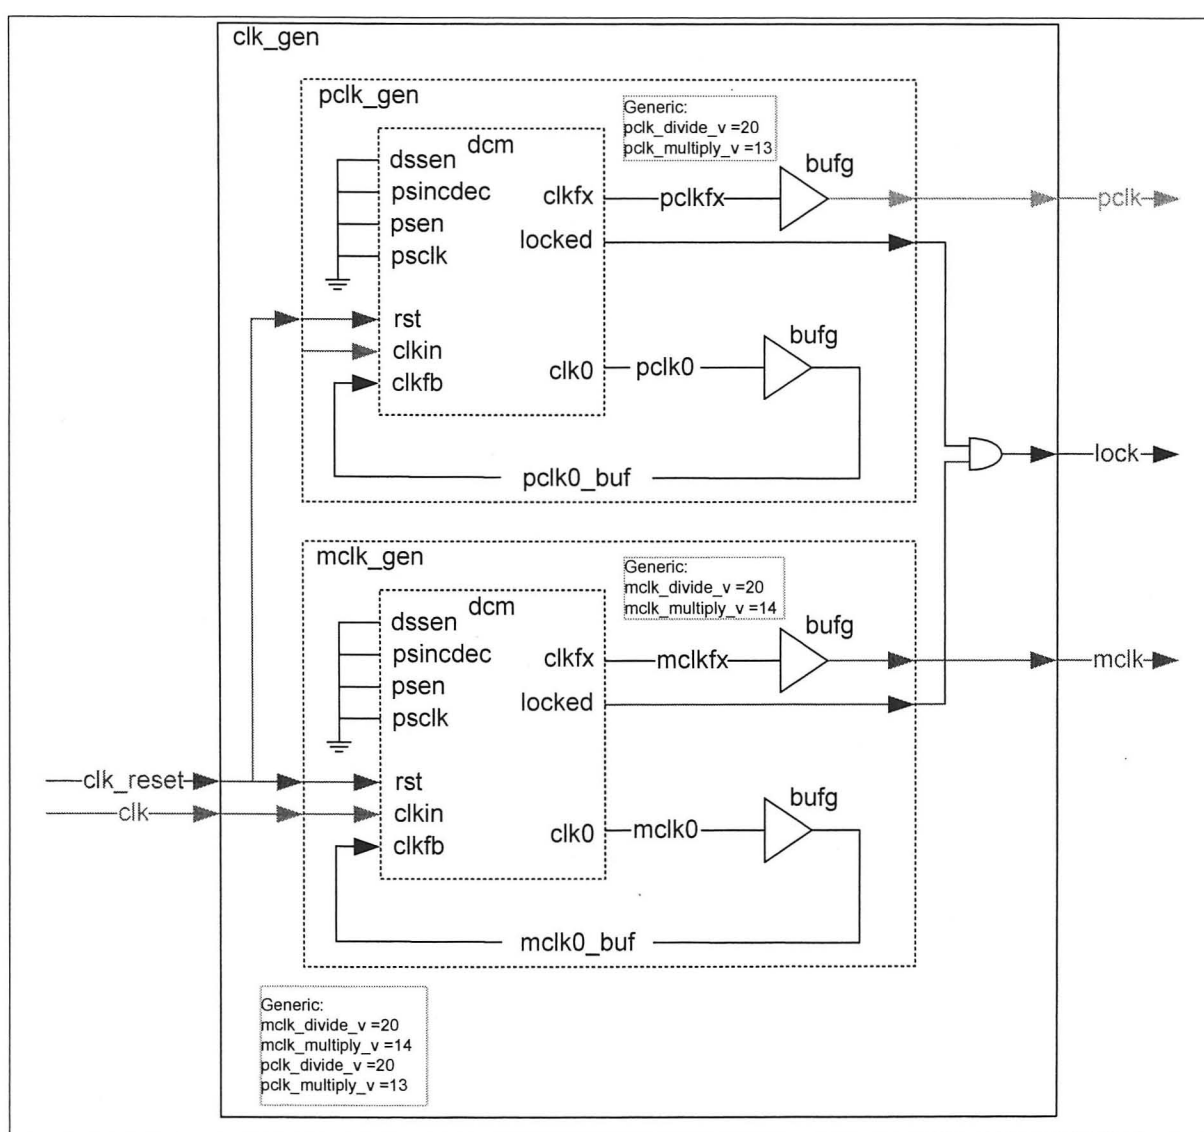 clk_gen
pclk_gen
Generic:
pclk_divide_v =20
pclk_multiply_v =13
dcm
dssen
psincdec
psen
psclk
rst
clkin
clkfb
clkfx
locked
clk0
pclkfx
bufg
pclk
pclk0
bufg
pclk0_buf
lock
mclk_gen
Generic:
mclk_divide_v =20
mclk_multiply_v =14
dcm
dssen
psincdec
psen
psclk
rst
clkin
clkfb
clkfx
locked
clk0
mclkfx
bufg
mclk
mclk0
bufg
mclk0_buf
clk_reset
clk
Generic:
mclk_divide_v =20
mclk_multiply_v =14
pclk_divide_v =20
pclk_multiply_v =13